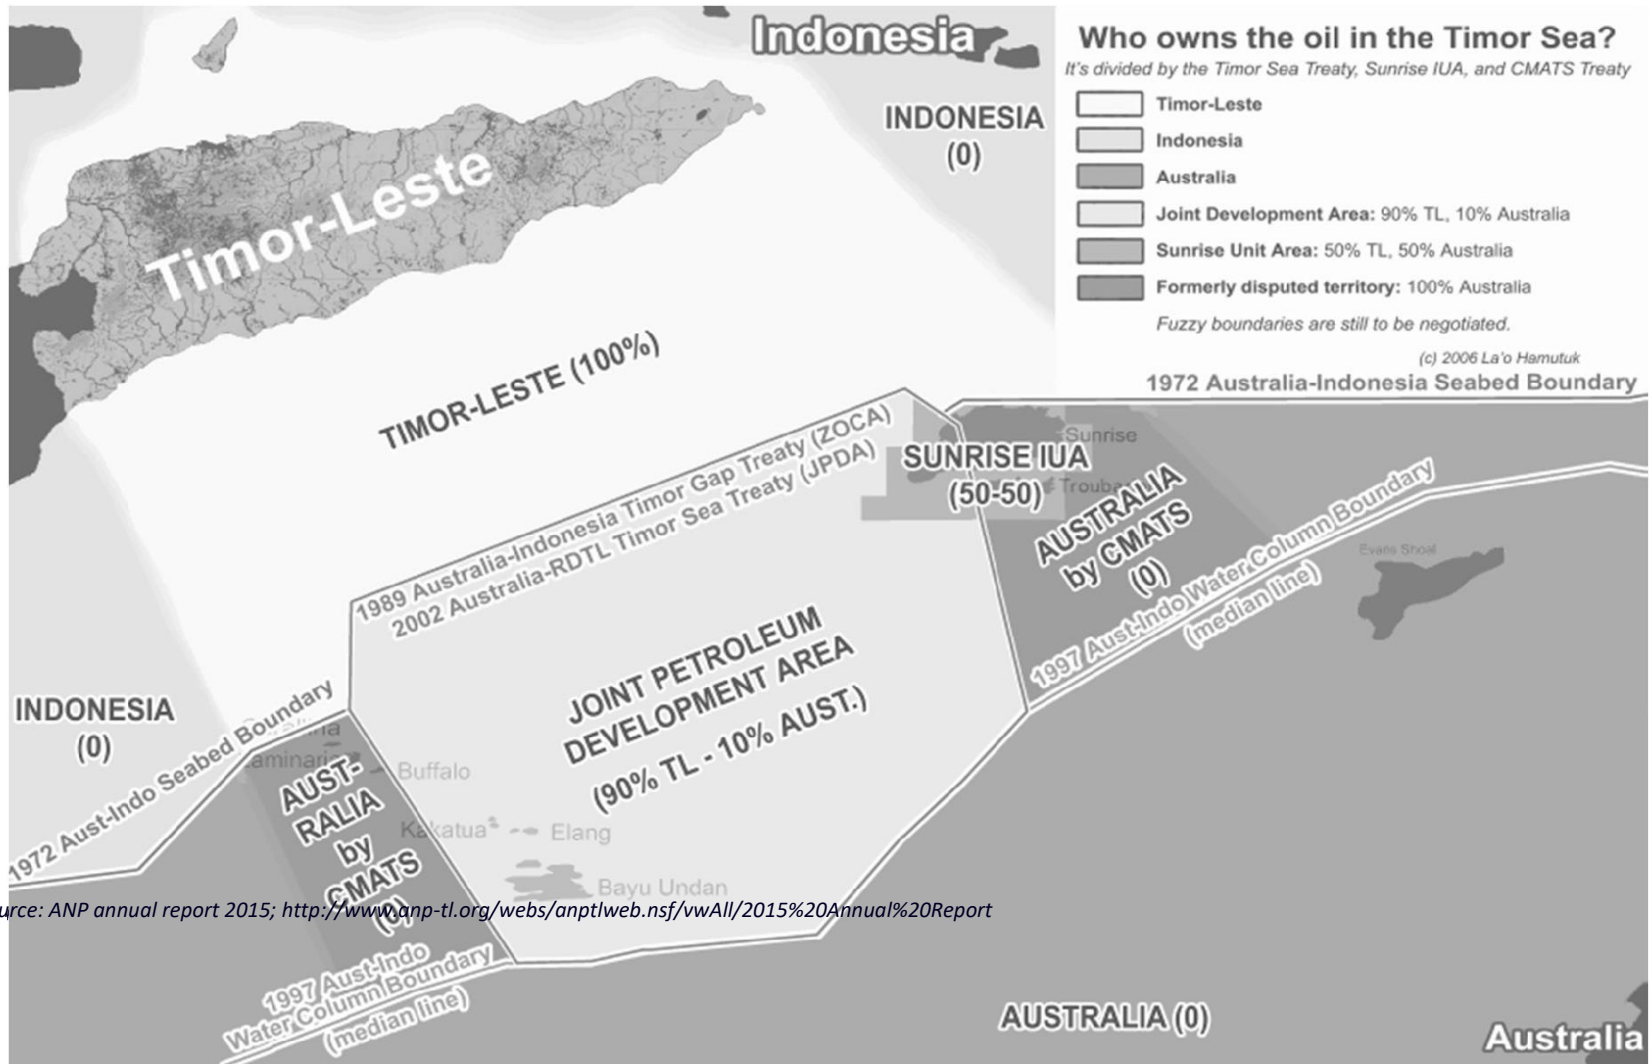 Indonesia
Who owns the oil in the Timor Sea?
It's divided by the Timor Sea Treaty, Sunrise IUA, and CMATS Treaty
Timor-Leste
Indonesia
Australia
Joint Development Area: 90% TL, 10% Australia
Sunrise Unit Area: 50% TL, 50% Australia
Formerly disputed territory: 100% Australia
Fuzzy boundaries are still to be negotiated.
(c) 2006 La'o Hamutuk
1972 Australia-Indonesia Seabed Boundary
INDONESIA
(0)
Timor-Leste
TIMOR-LESTE (100%)
1989 Australia-Indonesia Timor Gap Treaty (ZOCA)
2002 Australia-RDTL Timor Sea Treaty (JPDA)
Sunrise
SUNRISE IUA
(50-50)
AUSTRALIA
by CMATS
(0)
1997 Aust-Indo Water Column Boundary
(median line)
Evans Shoal
JOINT PETROLEUM
DEVELOPMENT AREA
(90% TL - 10% AUST.)
INDONESIA
(0)
1972 Aust-Indo Seabed Boundary
Buffalo
AUST-
RALIA
by
CMATS
(0)
Kakatua
Elang
Bayu Undan
urce: ANP annual report 2015; http://www.anp-tl.org/webs/anptlweb.nsf/vwAll/2015%20Annual%20Report
1997 Aust-Indo
Water Column Boundary
(median line)
AUSTRALIA (0)
Australia